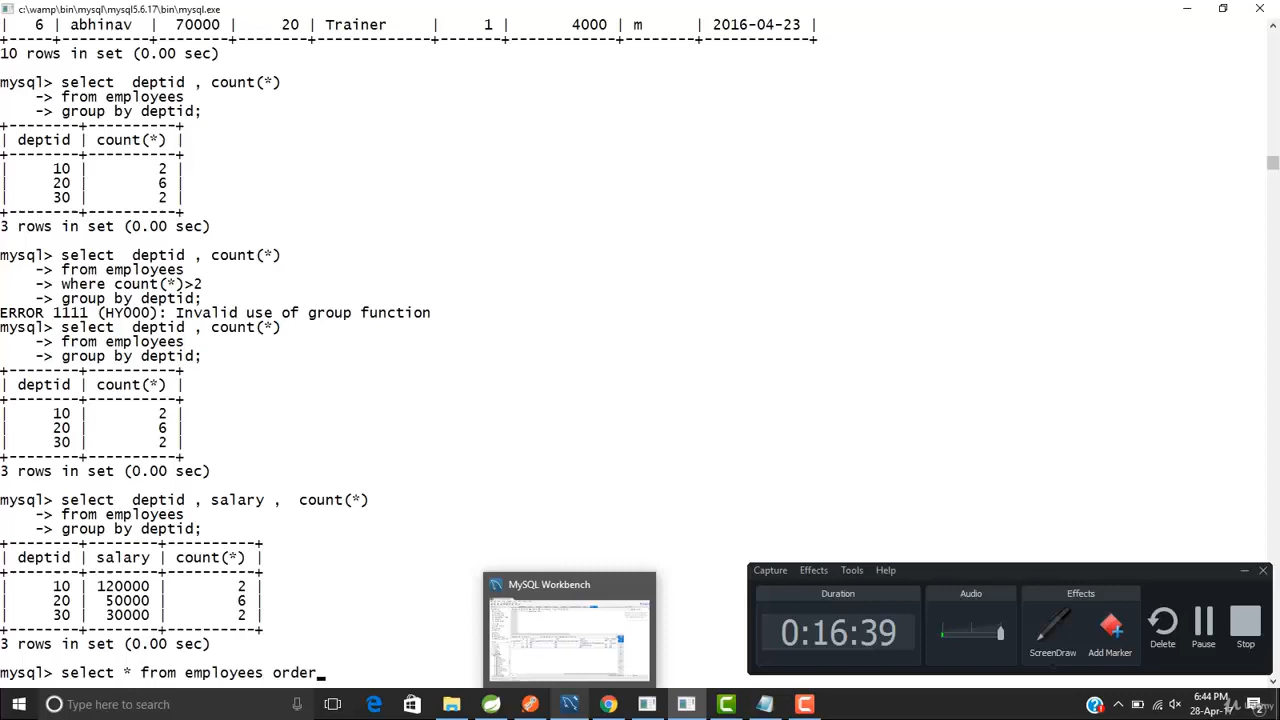 c:\wamp\bin\mysql\mysql5.6.17\bin\mysql.exe
|    6 | abhinav  |  70000 |     20 | Trainer     |     1 |       4000 | m      | 2016-04-23 |
+------+----------+--------+--------+-------------+-------+------------+--------+------------+
10 rows in set (0.00 sec)
mysql> select  deptid , count(*)
    -> from employees
    -> group by deptid;
+--------+----------+
| deptid | count(*) |
+--------+----------+
|     10 |        2 |
|     20 |        6 |
|     30 |        2 |
+--------+----------+
3 rows in set (0.00 sec)
mysql> select  deptid , count(*)
    -> from employees
    -> where count(*)>2
    -> group by deptid;
ERROR 1111 (HY000): Invalid use of group function
mysql> select  deptid , count(*)
    -> from employees
    -> group by deptid;
+--------+----------+
| deptid | count(*) |
+--------+----------+
|     10 |        2 |
|     20 |        6 |
|     30 |        2 |
+--------+----------+
3 rows in set (0.00 sec)
mysql> select  deptid , salary ,  count(*)
    -> from employees
    -> group by deptid;
+--------+--------+----------+
| deptid | salary | count(*) |
+--------+--------+----------+
|     10 | 120000 |        2 |
|     20 |  50000 |        6 |
|     30 |  30000 |        2 |
+--------+--------+----------+
3 rows in set (0.00 sec)
mysql> select * from employees order_
MySQL Workbench
Capture Effects Tools Help
Duration Audio Effects
0:16:39
ScreenDraw Add Marker Delete Pause Stop
Type here to search
6:44 PM
28-Apr-